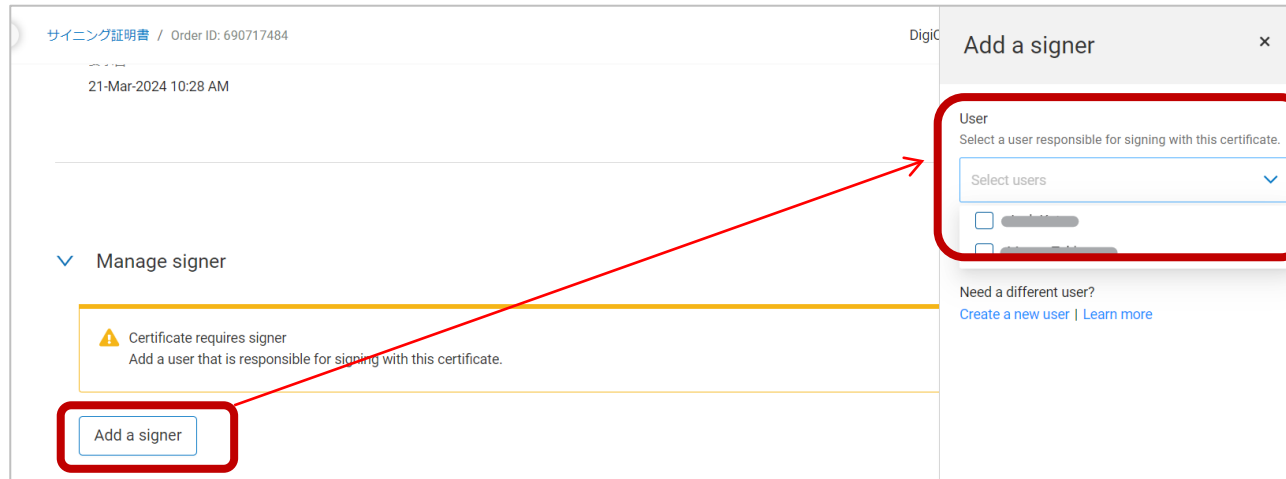 サイニング証明書 / Order ID: 690717484
21-Mar-2024 10:28 AM
Manage signer
Certificate requires signer
Add a user that is responsible for signing with this certificate.
Add a signer
Add a signer ×
User
Select a user responsible for signing with this certificate.
Select users
Need a different user?
Create a new user | Learn more